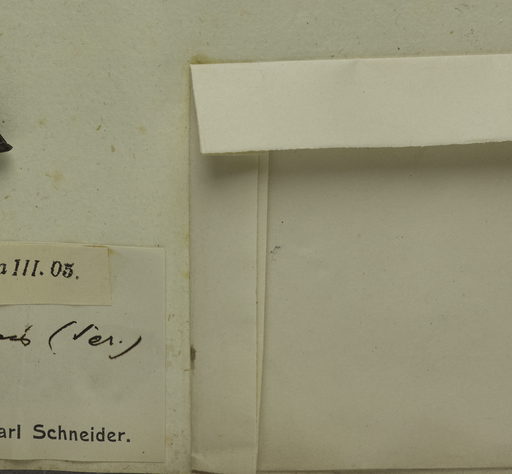 a III. 05.
(Ver.)
arl Schneider.